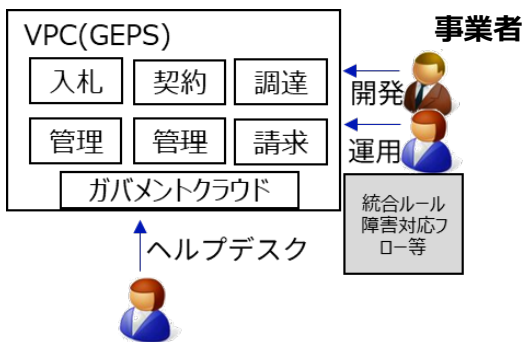 VPC(GEPS)
事業者
入札
契約
調達
開発
管理
管理
請求
運用
ガバメントクラウド
統合ルール
障害対応フ
ロー等
ヘルプデスク